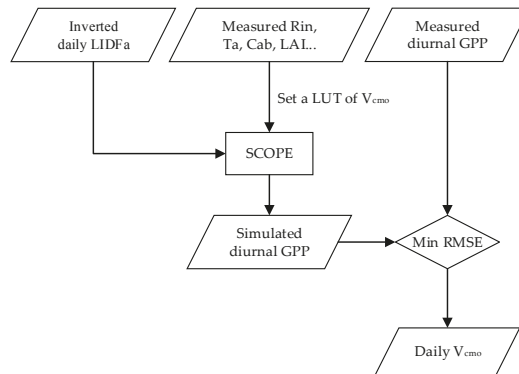 Inverted
daily LIDFa
Measured Rin,
Ta, Cab, LAI...
Measured
diurnal GPP
Set a LUT of Vcmo
SCOPE
Simulated
diurnal GPP
Min RMSE
Daily Vcmo